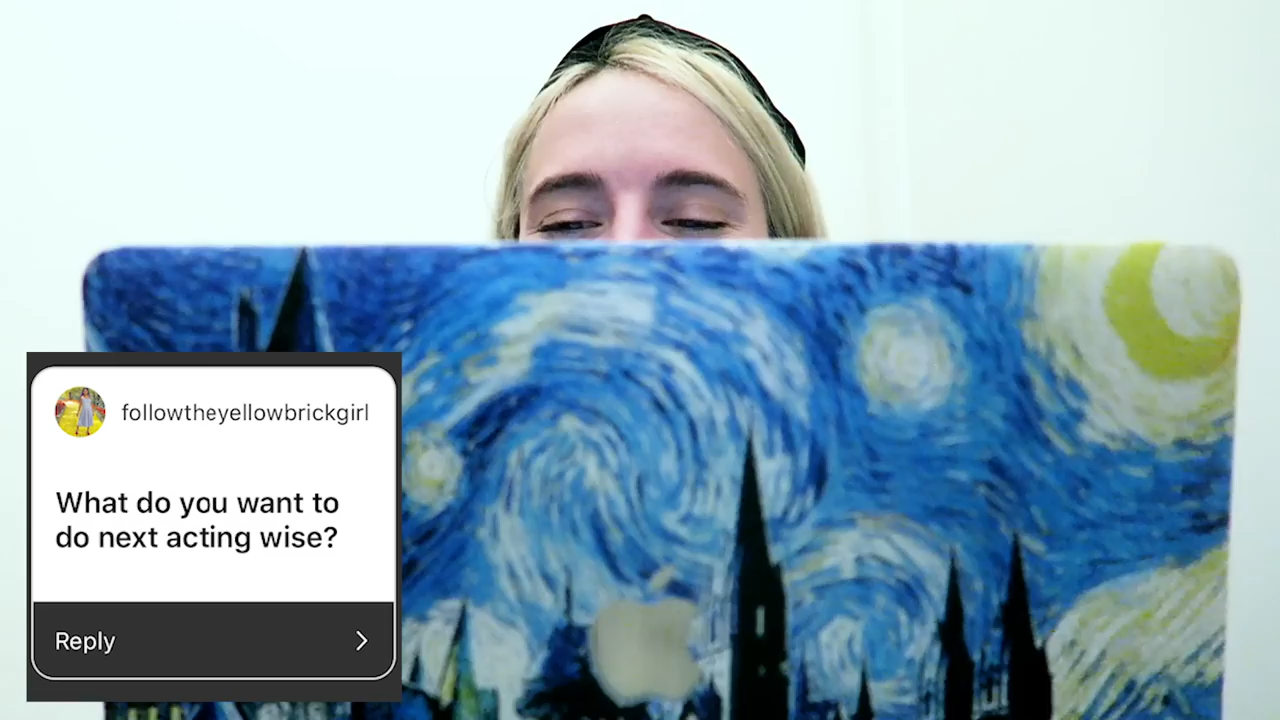 followtheyellowbrickgirl
What do you want to
do next acting wise?
Reply